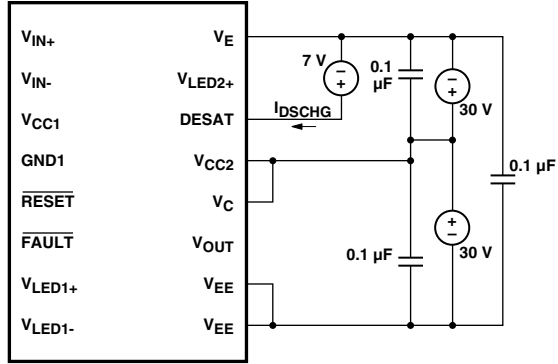 V_IN+
V_IN-
V_CC1
GND1
RESET
FAULT
V_LED1+
V_LED1-
V_E
V_LED2+
DESAT
V_CC2
V_C
V_OUT
V_EE
V_EE
7 V
I_DSCHG
0.1
µF
30 V
0.1 µF
0.1 µF
30 V